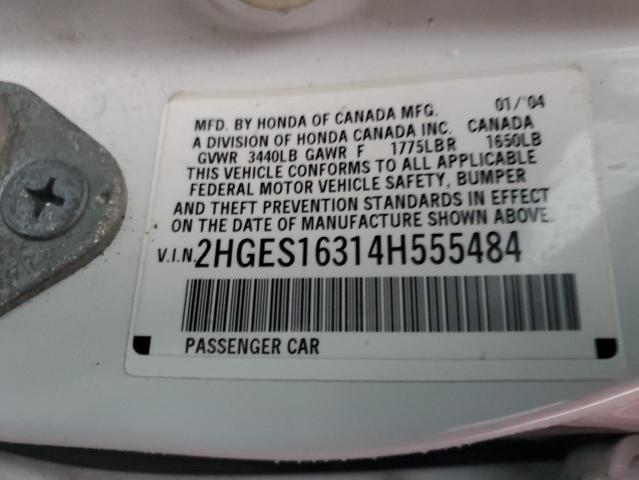 MFD. BY HONDA OF CANADA MFG. 01/'04
A DIVISION OF HONDA CANADA INC. CANADA
GVWR 3440LB GAWR F 1775LB R 1650LB
THIS VEHICLE CONFORMS TO ALL APPLICABLE
FEDERAL MOTOR VEHICLE SAFETY, BUMPER
AND THEFT PREVENTION STANDARDS IN EFFECT
ON THE DATE OF MANUFACTURE SHOWN ABOVE.
V.I.N. 2HGES16314H555484
PASSENGER CAR